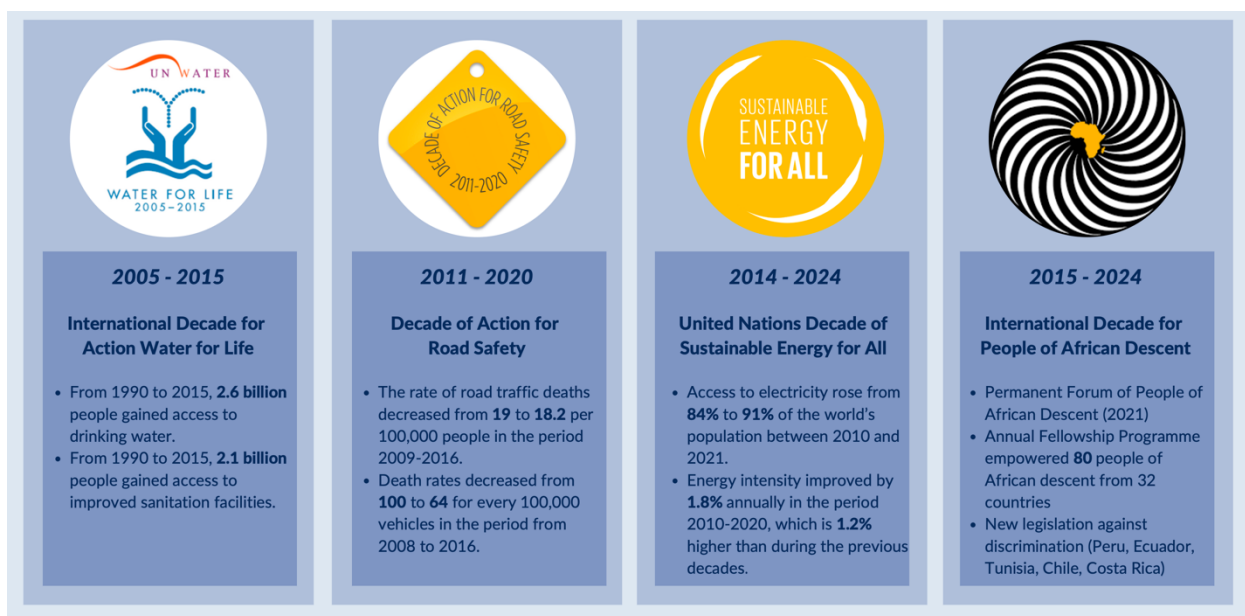 UN WATER
WATER FOR LIFE
2005–2015
2005 - 2015
International Decade for
Action Water for Life
• From 1990 to 2015, 2.6 billion
people gained access to
drinking water.
• From 1990 to 2015, 2.1 billion
people gained access to
improved sanitation facilities.
DECADE OF ACTION FOR ROAD SAFETY
2011-2020
2011 - 2020
Decade of Action for
Road Safety
• The rate of road traffic deaths
decreased from 19 to 18.2 per
100,000 people in the period
2009-2016.
• Death rates decreased from
100 to 64 for every 100,000
vehicles in the period from
2008 to 2016.
SUSTAINABLE
ENERGY
FOR ALL
2014 - 2024
United Nations Decade of
Sustainable Energy for All
• Access to electricity rose from
84% to 91% of the world's
population between 2010 and
2021.
• Energy intensity improved by
1.8% annually in the period
2010-2020, which is 1.2%
higher than during the previous
decades.
2015 - 2024
International Decade for
People of African Descent
• Permanent Forum of People of
African Descent (2021)
• Annual Fellowship Programme
empowered 80 people of
African descent from 32
countries
• New legislation against
discrimination (Peru, Ecuador,
Tunisia, Chile, Costa Rica)